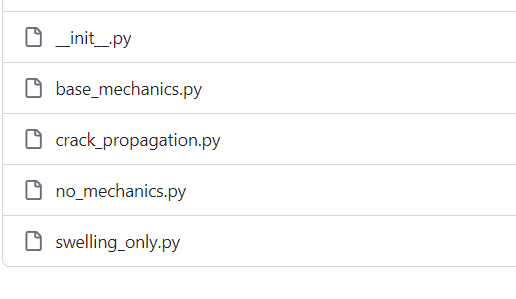 __init__.py
base_mechanics.py
crack_propagation.py
no_mechanics.py
swelling_only.py